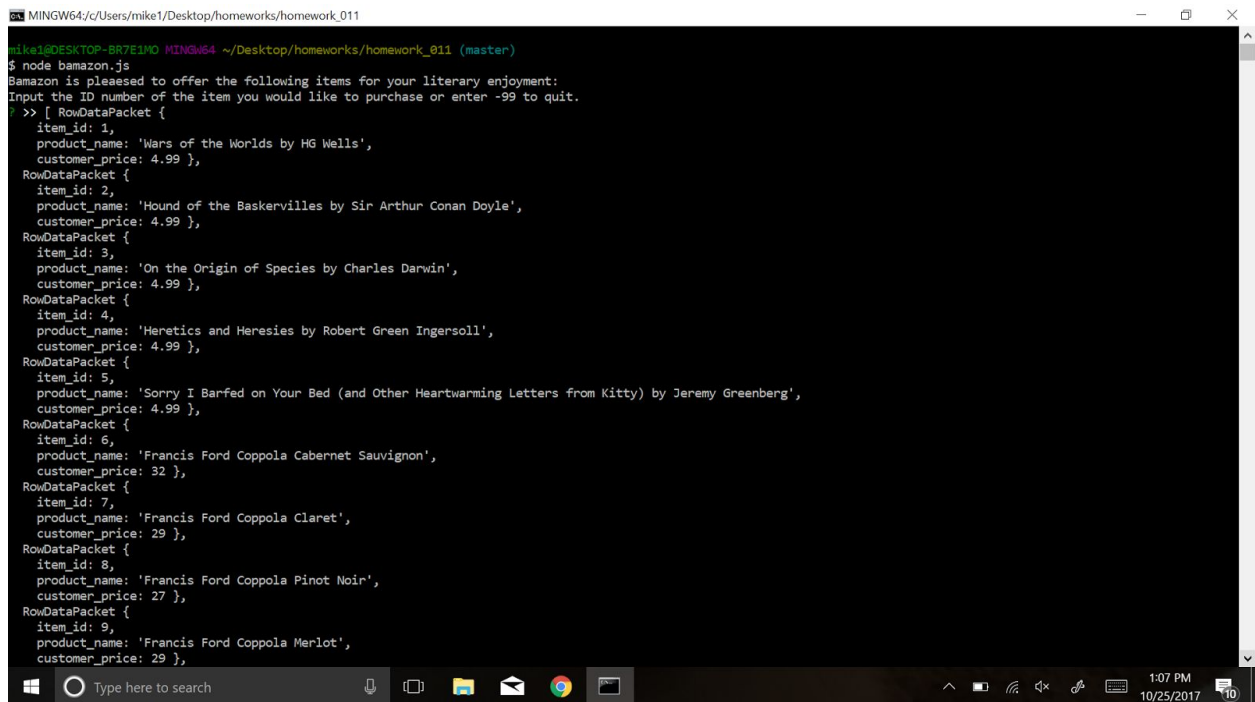 MINGW64:/c/Users/mike1/Desktop/homeworks/homework_011
mike1@DESKTOP-BR7E1MO MINGW64 ~/Desktop/homeworks/homework_011 (master)
$ node bamazon.js
Bamazon is pleaesed to offer the following items for your literary enjoyment:
Input the ID number of the item you would like to purchase or enter -99 to quit.
? >> [ RowDataPacket {
    item_id: 1,
    product_name: 'Wars of the Worlds by HG Wells',
    customer_price: 4.99 },
  RowDataPacket {
    item_id: 2,
    product_name: 'Hound of the Baskervilles by Sir Arthur Conan Doyle',
    customer_price: 4.99 },
  RowDataPacket {
    item_id: 3,
    product_name: 'On the Origin of Species by Charles Darwin',
    customer_price: 4.99 },
  RowDataPacket {
    item_id: 4,
    product_name: 'Heretics and Heresies by Robert Green Ingersoll',
    customer_price: 4.99 },
  RowDataPacket {
    item_id: 5,
    product_name: 'Sorry I Barfed on Your Bed (and Other Heartwarming Letters from Kitty) by Jeremy Greenberg',
    customer_price: 4.99 },
  RowDataPacket {
    item_id: 6,
    product_name: 'Francis Ford Coppola Cabernet Sauvignon',
    customer_price: 32 },
  RowDataPacket {
    item_id: 7,
    product_name: 'Francis Ford Coppola Claret',
    customer_price: 29 },
  RowDataPacket {
    item_id: 8,
    product_name: 'Francis Ford Coppola Pinot Noir',
    customer_price: 27 },
  RowDataPacket {
    item_id: 9,
    product_name: 'Francis Ford Coppola Merlot',
    customer_price: 29 },
Type here to search
1:07 PM
10/25/2017
10